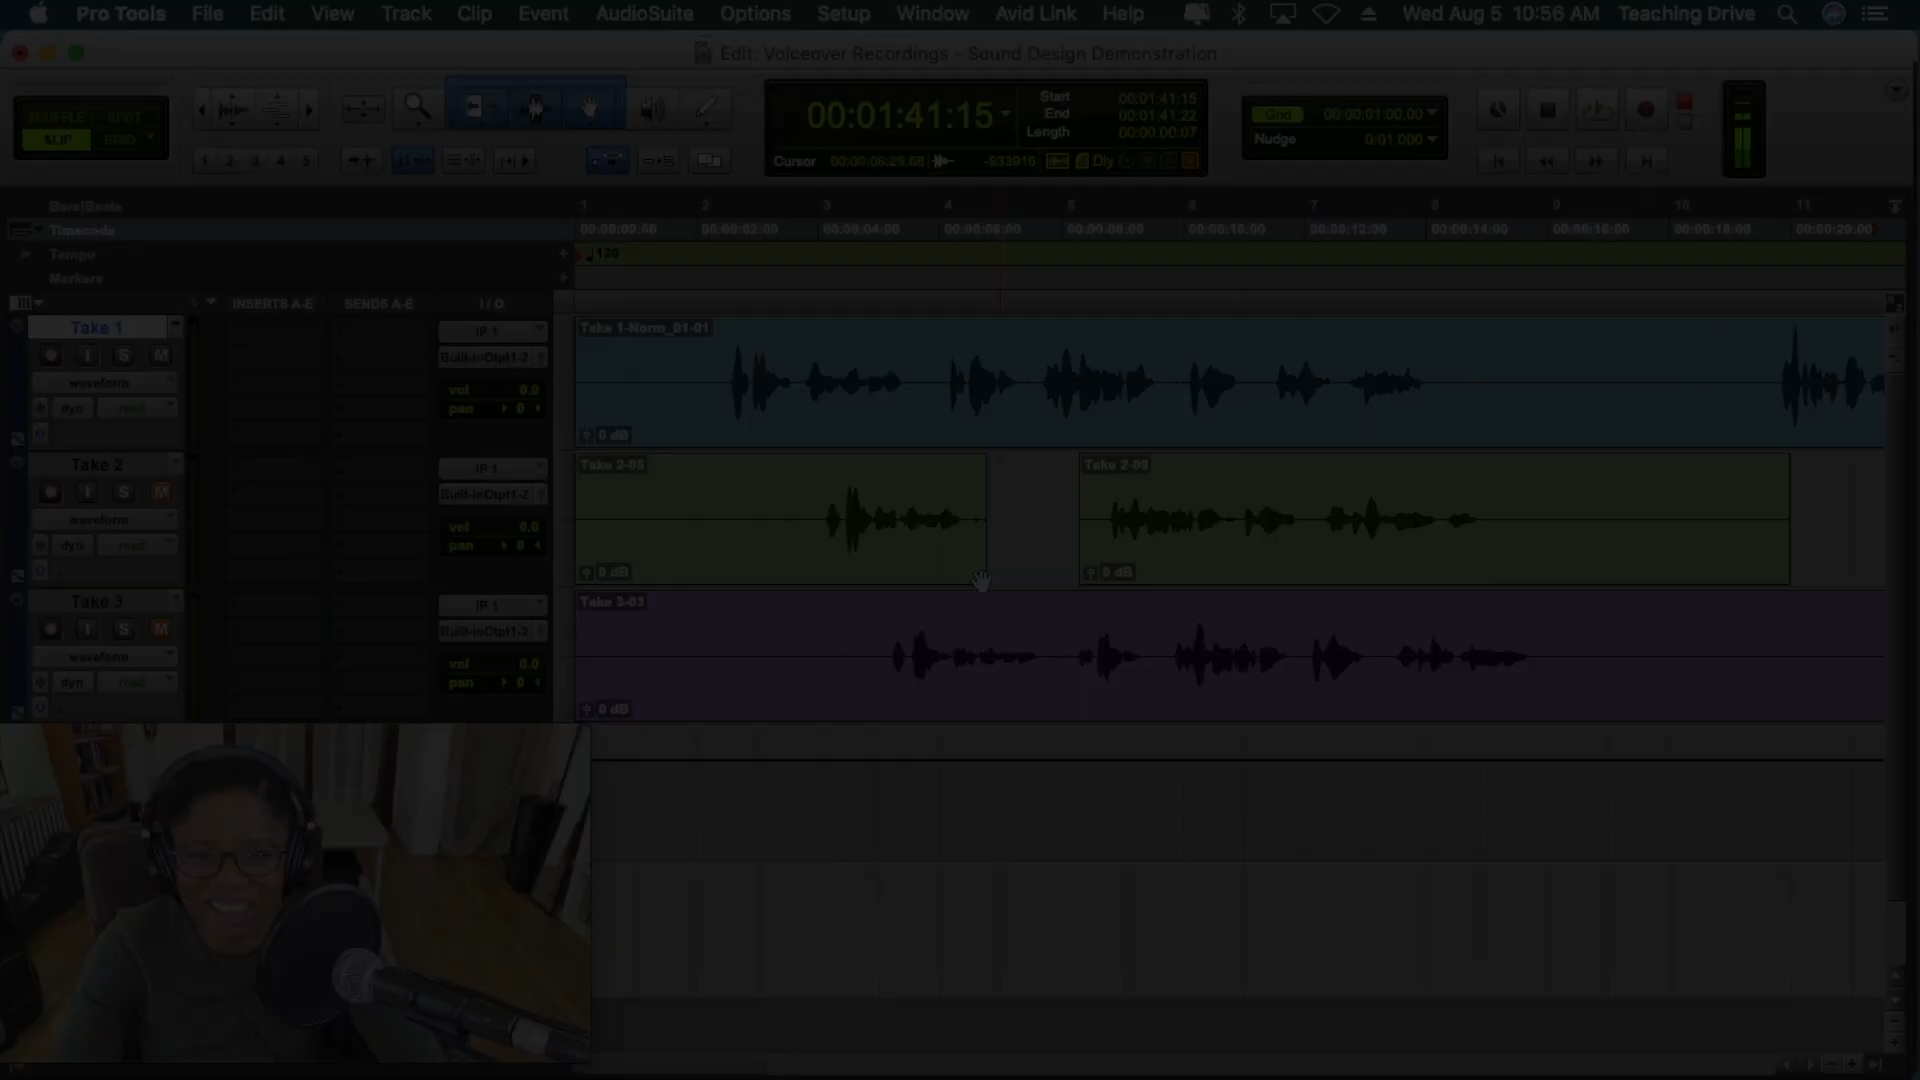 Pro Tools File Edit View Track Clip Event AudioSuite Options Setup Window Avid Link Help Wed Aug 5 10:56 AM Teaching Drive
Edit: Voiceover Recordings - Sound Design Demonstration
SHUFFLE SPOT
SLIP GRID
1 2 3 4 5
00:01:41:15
Start 00:01:41:15
End 00:01:41:22
Length 00:00:00:07
Cursor 00:00:06:29.68 -933916 Dly
Grid 00:00:01:00.00
Nudge 0:01.000
Bars|Beats 1 2 3 4 5 6 7 8 9 10 11
Timecode 00:00:00:00 00:00:02:00 00:00:04:00 00:00:06:00 00:00:08:00 00:00:10:00 00:00:12:00 00:00:14:00 00:00:16:00 00:00:18:00 00:00:20:00
Tempo 120
Markers
INSERTS A-E SENDS A-E I / O
Take 1 IP 1 Take 1-Norm_01-01
I S M Built-inOtpt1-2
waveform
vol 0.0
dyn read pan 0
0 dB
Take 2 IP 1 Take 2-05 Take 2-09
I S M Built-inOtpt1-2
waveform
vol 0.0
dyn read pan 0
0 dB 0 dB
Take 3 IP 1 Take 3-03
I S M Built-inOtpt1-2
waveform
vol 0.0
dyn read pan 0
0 dB